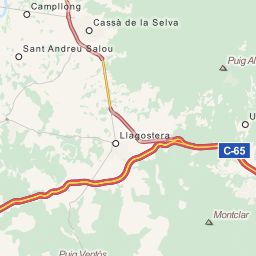 Campllong
Cassà de la Selva
Sant Andreu Salou
Puig Al
U
Llagostera
C-65
Montclar
Puig Ventós